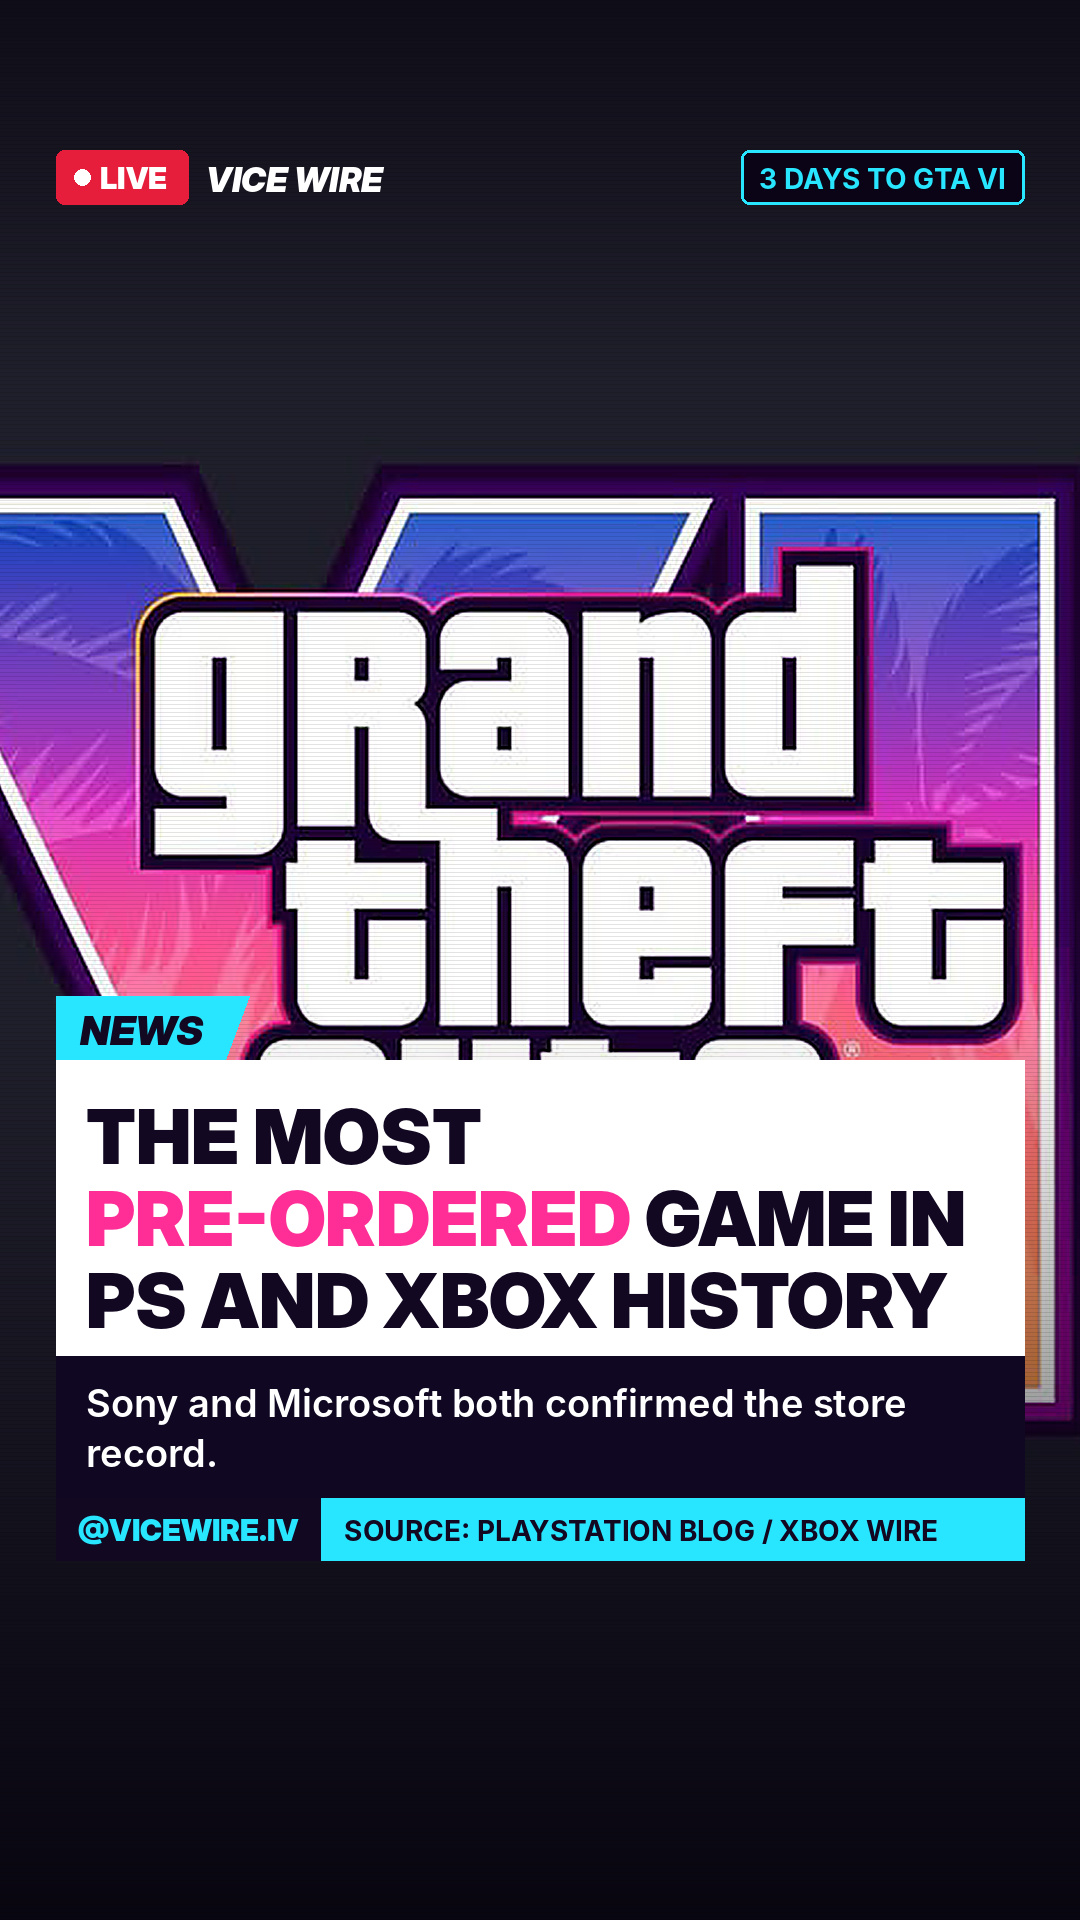 LIVE VICE WIRE
3 DAYS TO GTA VI
grand
theft
®
NEWS
THE MOST
PRE-ORDERED GAME IN
PS AND XBOX HISTORY
Sony and Microsoft both confirmed the store
record.
@VICEWIRE.IV
SOURCE: PLAYSTATION BLOG / XBOX WIRE